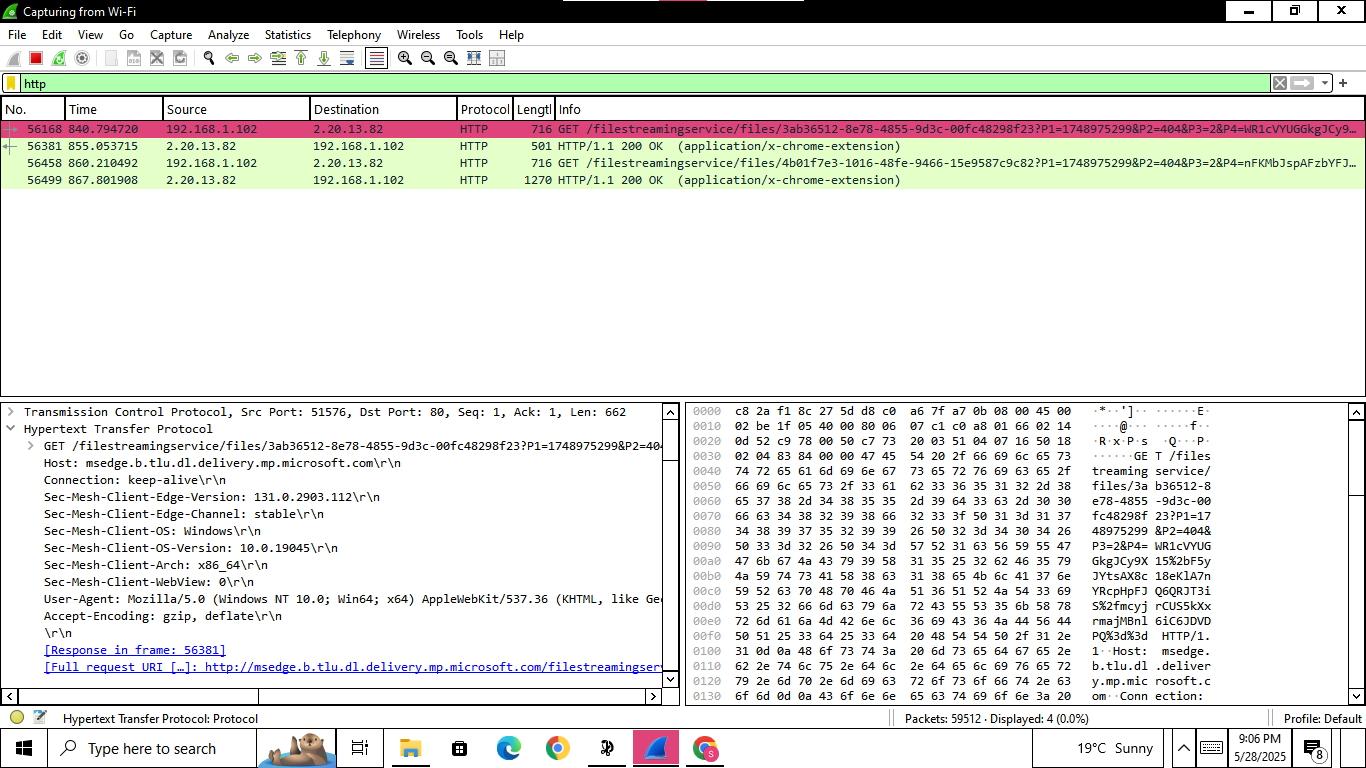 Capturing from Wi-Fi
File Edit View Go Capture Analyze Statistics Telephony Wireless Tools Help
http
No. Time Source Destination Protocol Lengtl Info
56168 840.794720 192.168.1.102 2.20.13.82 HTTP 716 GET /filestreamingservice/files/3ab36512-8e78-4855-9d3c-00fc48298f23?P1=1748975299&P2=404&P3=2&P4=WR1cVYUGGkgJCy9…
56381 855.053715 2.20.13.82 192.168.1.102 HTTP 501 HTTP/1.1 200 OK (application/x-chrome-extension)
56458 860.210492 192.168.1.102 2.20.13.82 HTTP 716 GET /filestreamingservice/files/4b01f7e3-1016-48fe-9466-15e9587c9c82?P1=1748975299&P2=404&P3=2&P4=nFKMbJspAFzbYFJ…
56499 867.801908 2.20.13.82 192.168.1.102 HTTP 1270 HTTP/1.1 200 OK (application/x-chrome-extension)
Transmission Control Protocol, Src Port: 51576, Dst Port: 80, Seq: 1, Ack: 1, Len: 662
Hypertext Transfer Protocol
GET /filestreamingservice/files/3ab36512-8e78-4855-9d3c-00fc48298f23?P1=1748975299&P2=40
Host: msedge.b.tlu.dl.delivery.mp.microsoft.com\r\n
Connection: keep-alive\r\n
Sec-Mesh-Client-Edge-Version: 131.0.2903.112\r\n
Sec-Mesh-Client-Edge-Channel: stable\r\n
Sec-Mesh-Client-OS: Windows\r\n
Sec-Mesh-Client-OS-Version: 10.0.19045\r\n
Sec-Mesh-Client-Arch: x86_64\r\n
Sec-Mesh-Client-WebView: 0\r\n
User-Agent: Mozilla/5.0 (Windows NT 10.0; Win64; x64) AppleWebKit/537.36 (KHTML, like Ge
Accept-Encoding: gzip, deflate\r\n
\r\n
[Response in frame: 56381]
[Full request URI […]: http://msedge.b.tlu.dl.delivery.mp.microsoft.com/filestreamingser
0000 c8 2a f1 8c 27 5d d8 c0 a6 7f a7 0b 08 00 45 00 ·*··']·· ······E·
0010 02 be 1f 05 40 00 80 06 07 c1 c0 a8 01 66 02 14 ····@··· ·····f··
0020 0d 52 c9 78 00 50 c7 73 20 03 51 04 07 16 50 18 ·R·x·P·s ·Q···P·
0030 02 04 83 84 00 00 47 45 54 20 2f 66 69 6c 65 73 ······GE T /files
0040 74 72 65 61 6d 69 6e 67 73 65 72 76 69 63 65 2f treaming service/
0050 66 69 6c 65 73 2f 33 61 62 33 36 35 31 32 2d 38 files/3a b36512-8
0060 65 37 38 2d 34 38 35 35 2d 39 64 33 63 2d 30 30 e78-4855 -9d3c-00
0070 66 63 34 38 32 39 38 66 32 33 3f 50 31 3d 31 37 fc48298f 23?P1=17
0080 34 38 39 37 35 32 39 39 26 50 32 3d 34 30 34 26 48975299 &P2=404&
0090 50 33 3d 32 26 50 34 3d 57 52 31 63 56 59 55 47 P3=2&P4= WR1cVYUG
00a0 47 6b 67 4a 43 79 39 58 31 35 25 32 62 46 35 79 GkgJCy9X 15%2bF5y
00b0 4a 59 74 73 41 58 38 63 31 38 65 4b 6c 41 37 6e JYtsAX8c 18eKlA7n
00c0 59 52 63 70 48 70 46 4a 51 36 51 52 4a 54 33 69 YRcpHpFJ Q6QRJT3i
00d0 53 25 32 66 6d 63 79 6a 72 43 55 53 35 6b 58 78 S%2fmcyj rCUS5kXx
00e0 72 6d 61 6a 4d 42 6e 6c 36 69 43 36 4a 44 56 44 rmajMBnl 6iC6JDVD
00f0 50 51 25 33 64 25 33 64 20 48 54 54 50 2f 31 2e PQ%3d%3d HTTP/1.
0100 31 0d 0a 48 6f 73 74 3a 20 6d 73 65 64 67 65 2e 1··Host: msedge.
0110 62 2e 74 6c 75 2e 64 6c 2e 64 65 6c 69 76 65 72 b.tlu.dl .deliver
0120 79 2e 6d 70 2e 6d 69 63 72 6f 73 6f 66 74 2e 63 y.mp.mic rosoft.c
0130 6f 6d 0d 0a 43 6f 6e 6e 65 63 74 69 6f 6e 3a 20 om··Conn ection:
Hypertext Transfer Protocol: Protocol Packets: 59512 · Displayed: 4 (0.0%) Profile: Default
Type here to search 19°C Sunny 9:06 PM
5/28/2025 8